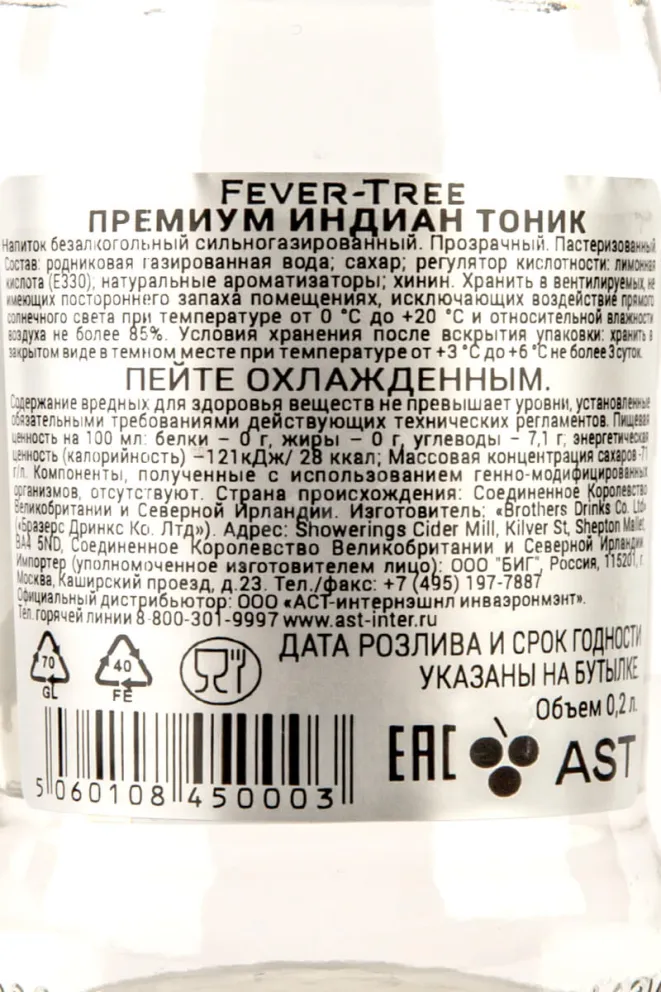 FEVER-TREE
ПРЕМИУМ ИНДИАН ТОНИК
Напиток безалкогольный сильногазированный. Прозрачный. Пастеризованный
Состав: родниковая газированная вода; сахар; регулятор кислотности: лимонная
кислота (Е330); натуральные ароматизаторы; хинин. Хранить в вентилируемых, не
имеющих постороннего запаха помещениях, исключающих воздействие прямого
солнечного света при температуре от 0 °С до +20 °С и относительной влажности
воздуха не более 85%. Условия хранения после вскрытия упаковки: хранить в
закрытом виде в темном месте при температуре от +3 °С до +6 °С не более 3 суток.
ПЕЙТЕ ОХЛАЖДЕННЫМ.
Содержание вредных для здоровья веществ не превышает уровни, установленные
обязательными требованиями действующих технических регламентов. Пищевая
ценность на 100 мл: белки – 0 г, жиры – 0 г, углеводы – 7,1 г; энергетическая
ценность (калорийность) –121кДж/ 28 ккал; Массовая концентрация сахаров -71
г/л. Компоненты, полученные с использованием генно-модифицированных
организмов, отсутствуют. Страна происхождения: Соединенное Королевство
Великобритании и Северной Ирландии. Изготовитель: «Brothers Drinks Co. Ltd»
(«Бразерс Дринкс Ко. Лтд»). Адрес: Showerings Cider Mill, Kilver St, Shepton Mallet,
BA4 5ND, Соединенное Королевство Великобритании и Северной Ирландии
Импортер (уполномоченное изготовителем лицо): ООО "БИГ", Россия, 115201, г.
Москва, Каширский проезд, д.23. Тел./факс: +7 (495) 197-7887
Официальный дистрибьютор: ООО «АСТ-интернэшнл инваэронмэнт».
Тел. горячей линии 8-800-301-9997 www.ast-inter.ru
ДАТА РОЗЛИВА И СРОК ГОДНОСТИ
УКАЗАНЫ НА БУТЫЛКЕ
70
GL
40
FE
Объем 0,2 л.
5 060108 450003
EAC
AST